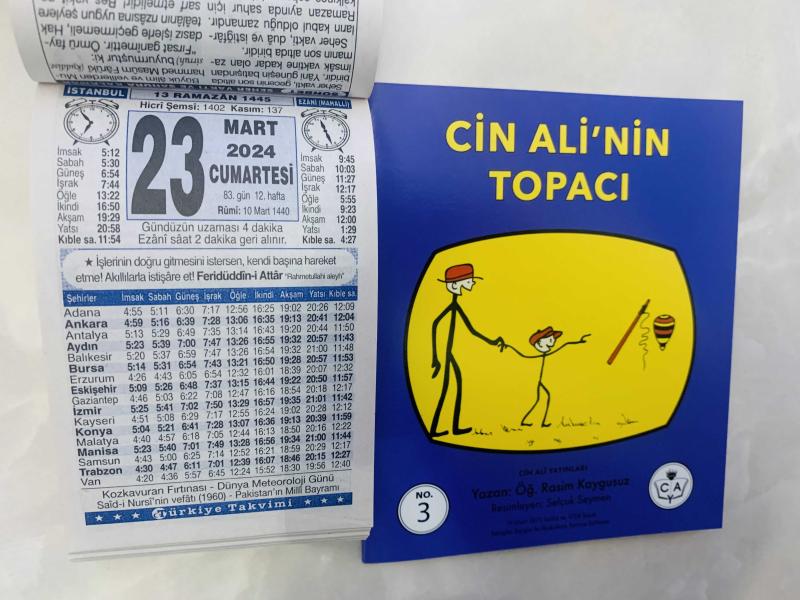 İSTANBUL
13 RAMAZÂN 1445
EZÂNÎ (MAHALLÎ)
Hicrî Şemsî: 1402 Kasım: 137
23
MART
2024
CUMARTESİ
83. gün 12. hafta
Rûmî: 10 Mart 1440
İmsak 5:12
Sabah 5:30
Güneş 6:54
İşrak 7:44
Öğle 13:22
İkindi 16:50
Akşam 19:29
Yatsı 20:58
Kıble sa. 11:54
İmsak 9:45
Sabah 10:03
Güneş 11:27
İşrak 12:17
Öğle 5:55
İkindi 9:23
Akşam 12:00
Yatsı 1:29
Kıble sa. 4:27
Gündüzün uzaması 4 dakika
Ezânî sâat 2 dakika geri alınır.
★ İşlerinin doğru gitmesini istersen, kendi başına hareket
etme! Akıllılarla istişâre et! Feridüddîn-i Attâr "Rahmetullahi aleyh"
Şehirler İmsak Sabah Güneş İşrak Öğle İkindi Akşam Yatsı Kıble sa.
Adana 4:55 5:11 6:30 7:17 12:56 16:25 19:02 20:26 12:09
Ankara 4:59 5:16 6:39 7:28 13:06 16:35 19:13 20:41 12:04
Antalya 5:13 5:29 6:49 7:35 13:14 16:43 19:20 20:44 11:50
Aydın 5:23 5:39 7:00 7:47 13:26 16:55 19:32 20:57 11:43
Balıkesir 5:20 5:37 6:59 7:47 13:26 16:54 19:32 21:00 11:48
Bursa 5:14 5:31 6:54 7:43 13:21 16:50 19:28 20:57 11:53
Erzurum 4:26 4:43 6:05 6:54 12:32 16:01 18:39 20:07 12:32
Eskişehir 5:09 5:26 6:48 7:37 13:15 16:44 19:22 20:50 11:57
Gaziantep 4:46 5:03 6:22 7:08 12:47 16:16 18:54 20:18 12:17
İzmir 5:25 5:41 7:02 7:50 13:29 16:57 19:35 21:01 11:42
Kayseri 4:51 5:08 6:29 7:17 12:55 16:24 19:02 20:28 12:12
Konya 5:04 5:21 6:41 7:28 13:07 16:36 19:13 20:39 11:59
Malatya 4:40 4:57 6:18 7:05 12:44 16:13 18:50 20:16 12:22
Manisa 5:23 5:40 7:01 7:49 13:28 16:56 19:34 21:00 11:44
Samsun 4:43 5:00 6:25 7:14 12:52 16:21 18:59 20:29 12:17
Trabzon 4:30 4:47 6:11 7:01 12:39 16:07 18:46 20:15 12:27
Van 4:20 4:36 5:57 6:45 12:24 15:52 18:30 19:56 12:40
Kozkavuran Fırtınası - Dünya Meteoroloji Günü
Saîd-i Nursî'nin vefâtı (1960) - Pakistan'ın Millî Bayramı
Türkiye Takvimi
CİN ALİ'NİN
TOPACI
CİN ALİ YAYINLARI
Yazan: Öğ. Rasim Kaygusuz
Resimleyen: Selçuk Seymen
NO.
3
C A